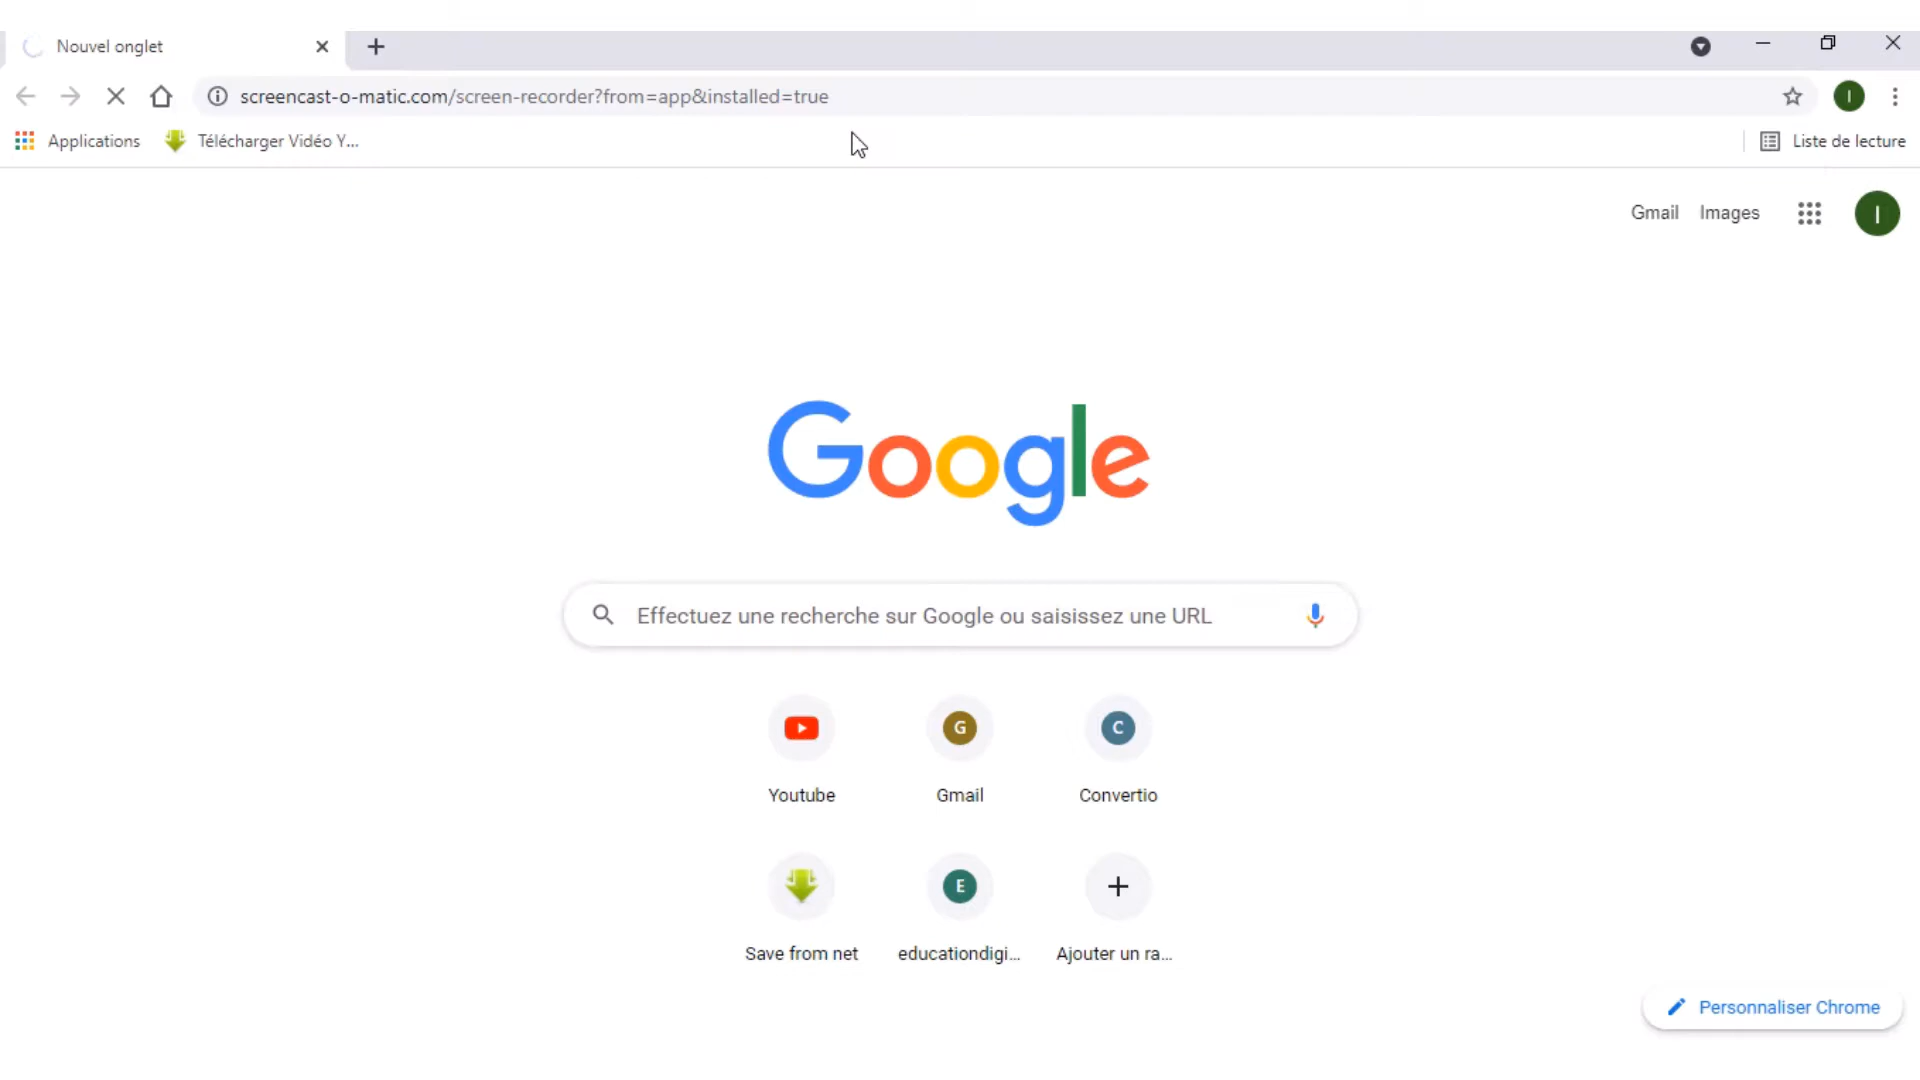 Nouvel onglet
screencast-o-matic.com/screen-recorder?from=app&installed=true
I
Applications
Télécharger Vidéo Y...
Liste de lecture
Gmail
Images
I
Google
Effectuez une recherche sur Google ou saisissez une URL
G
C
Youtube
Gmail
Convertio
E
Save from net
educationdigi...
Ajouter un ra...
Personnaliser Chrome